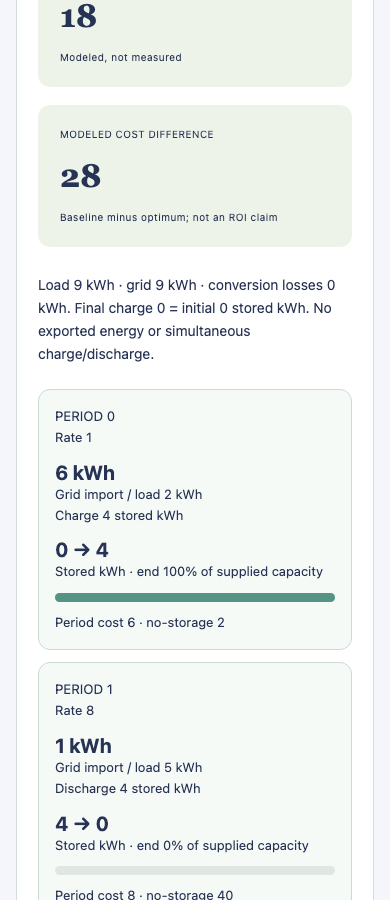 18
Modeled, not measured
MODELED COST DIFFERENCE
28
Baseline minus optimum; not an ROI claim
Load 9 kWh · grid 9 kWh · conversion losses 0
kWh. Final charge 0 = initial 0 stored kWh. No
exported energy or simultaneous
charge/discharge.
PERIOD 0
Rate 1
6 kWh
Grid import / load 2 kWh
Charge 4 stored kWh
0 → 4
Stored kWh · end 100% of supplied capacity
Period cost 6 · no-storage 2
PERIOD 1
Rate 8
1 kWh
Grid import / load 5 kWh
Discharge 4 stored kWh
4 → 0
Stored kWh · end 0% of supplied capacity
Period cost 8 · no-storage 40